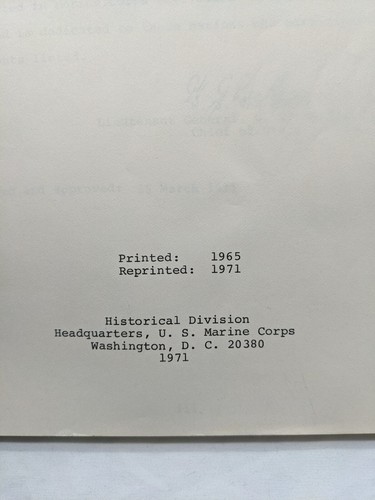 Printed: 1965
Reprinted: 1971
Historical Division
Headquarters, U. S. Marine Corps
Washington, D. C. 20380
1971